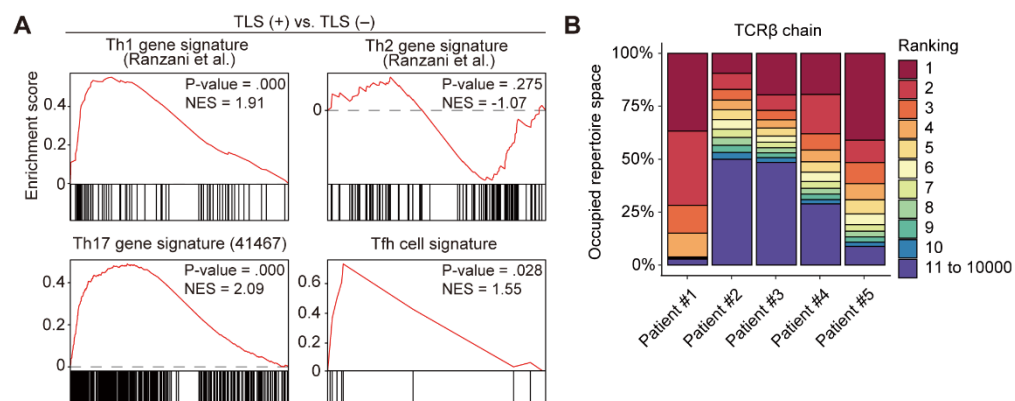 A
TLS (+) vs. TLS (–)
Th1 gene signature
(Ranzani et al.)
P-value = .000
NES = 1.91
Enrichment score
0.4
0.2
0
Th2 gene signature
(Ranzani et al.)
P-value = .275
NES = -1.07
0
Th17 gene signature (41467)
P-value = .000
NES = 2.09
0.4
0.2
0
Tfh cell signature
P-value = .028
NES = 1.55
0.6
0.4
0.2
0
B
TCRβ chain
Occupied repertoire space
100%
75%
50%
25%
0%
Patient #1
Patient #2
Patient #3
Patient #4
Patient #5
Ranking
1
2
3
4
5
6
7
8
9
10
11 to 10000